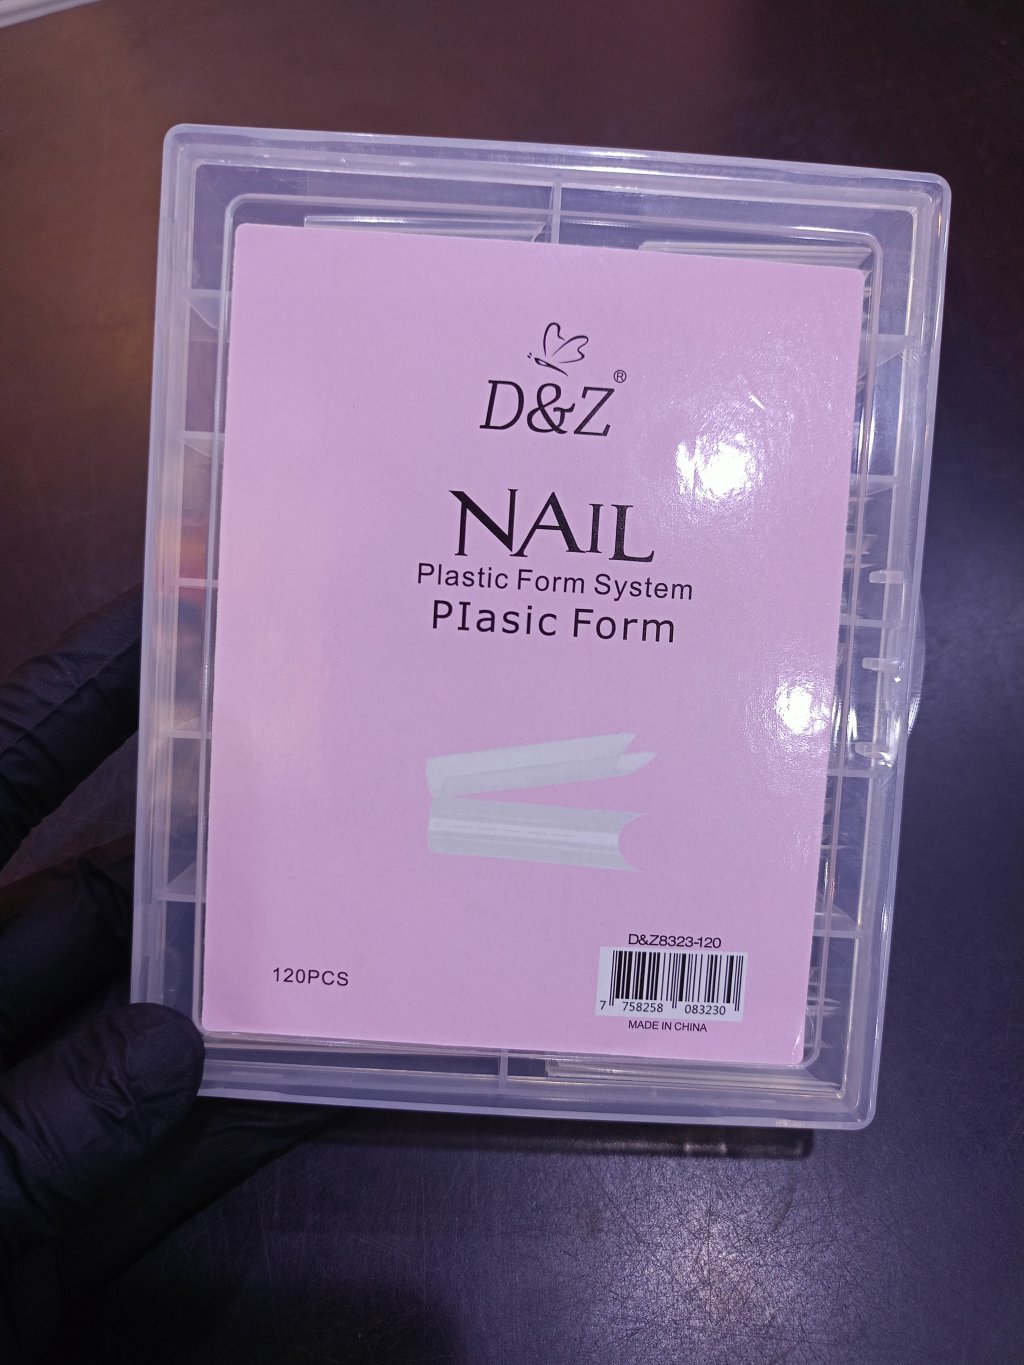 D&Z®
NAIL
Plastic Form System
PIasic Form
120PCS
D&Z8323-120
7 758258 083230
MADE IN CHINA